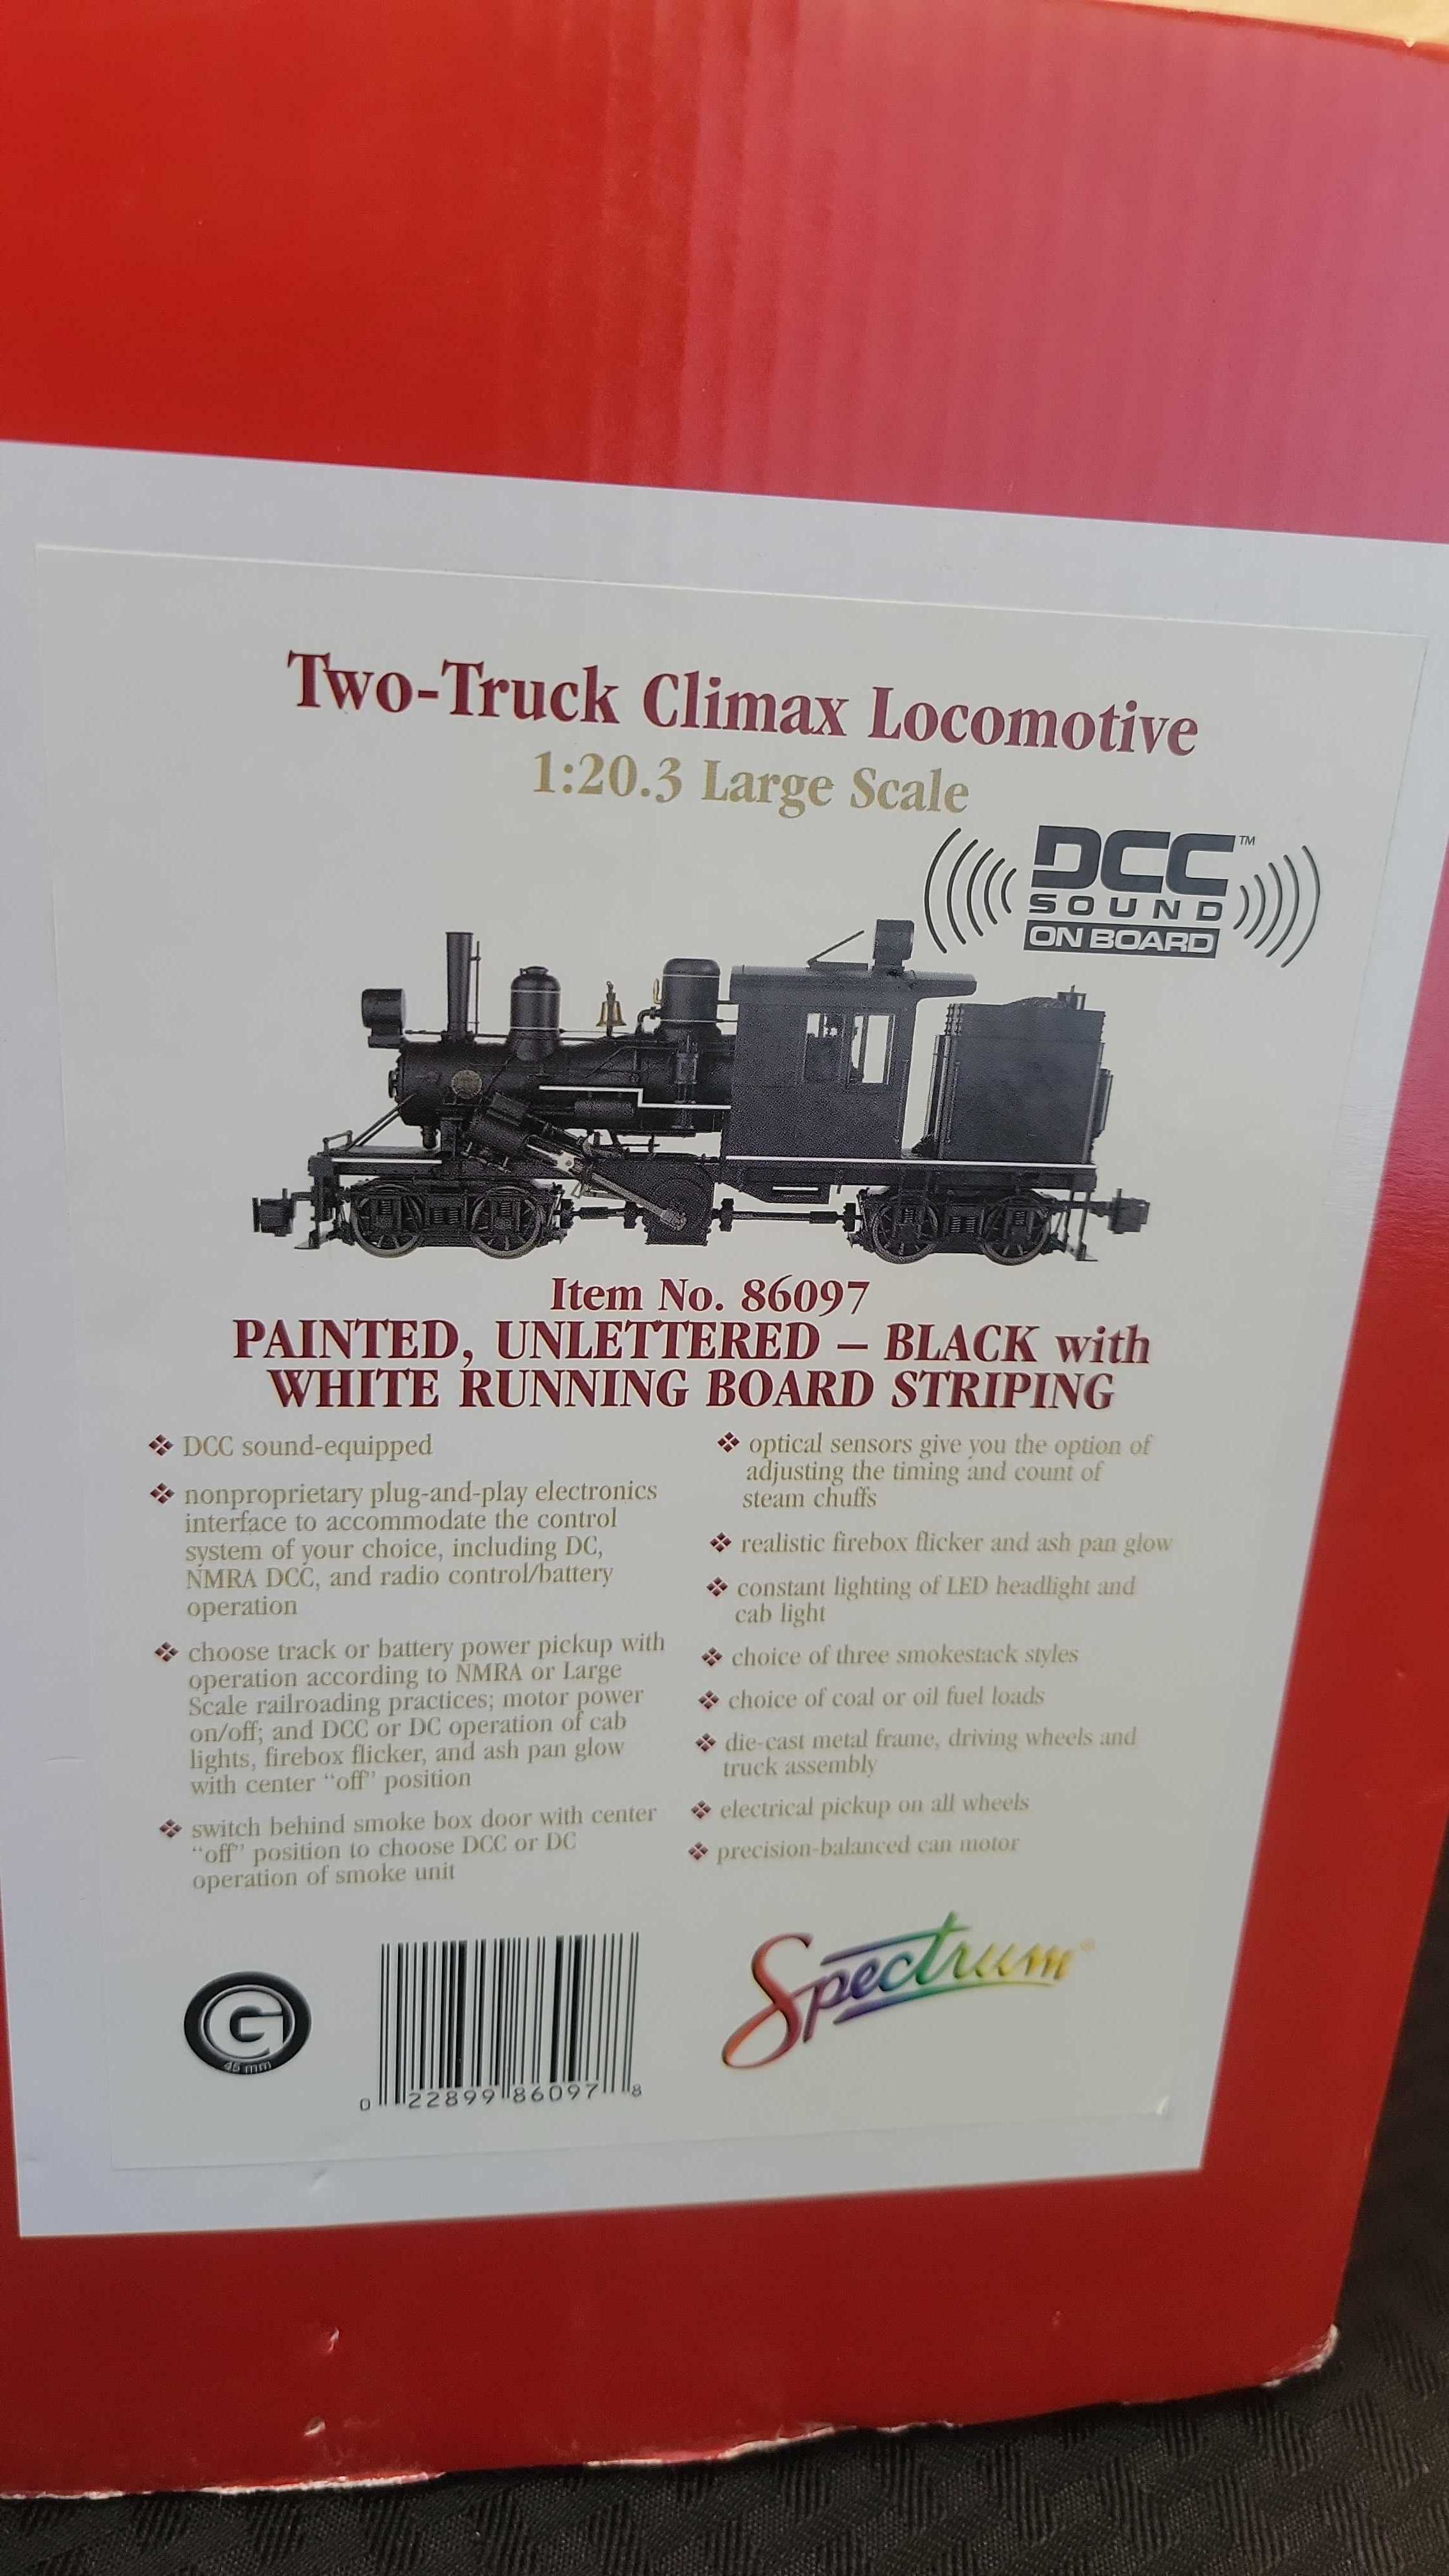 Two-Truck Climax Locomotive
1:20.3 Large Scale
DCC™
SOUND
ON BOARD
Item No. 86097
PAINTED, UNLETTERED – BLACK with
WHITE RUNNING BOARD STRIPING
❖ DCC sound-equipped
❖ nonproprietary plug-and-play electronics
interface to accommodate the control
system of your choice, including DC,
NMRA DCC, and radio control/battery
operation
❖ choose track or battery power pickup with
operation according to NMRA or Large
Scale railroading practices; motor power
on/off; and DCC or DC operation of cab
lights, firebox flicker, and ash pan glow
with center “off” position
❖ switch behind smoke box door with center
“off” position to choose DCC or DC
operation of smoke unit
❖ optical sensors give you the option of
adjusting the timing and count of
steam chuffs
❖ realistic firebox flicker and ash pan glow
❖ constant lighting of LED headlight and
cab light
❖ choice of three smokestack styles
❖ choice of coal or oil fuel loads
❖ die-cast metal frame, driving wheels and
truck assembly
❖ electrical pickup on all wheels
❖ precision-balanced can motor
G
45 mm
0 22899 86097 8
Spectrum®